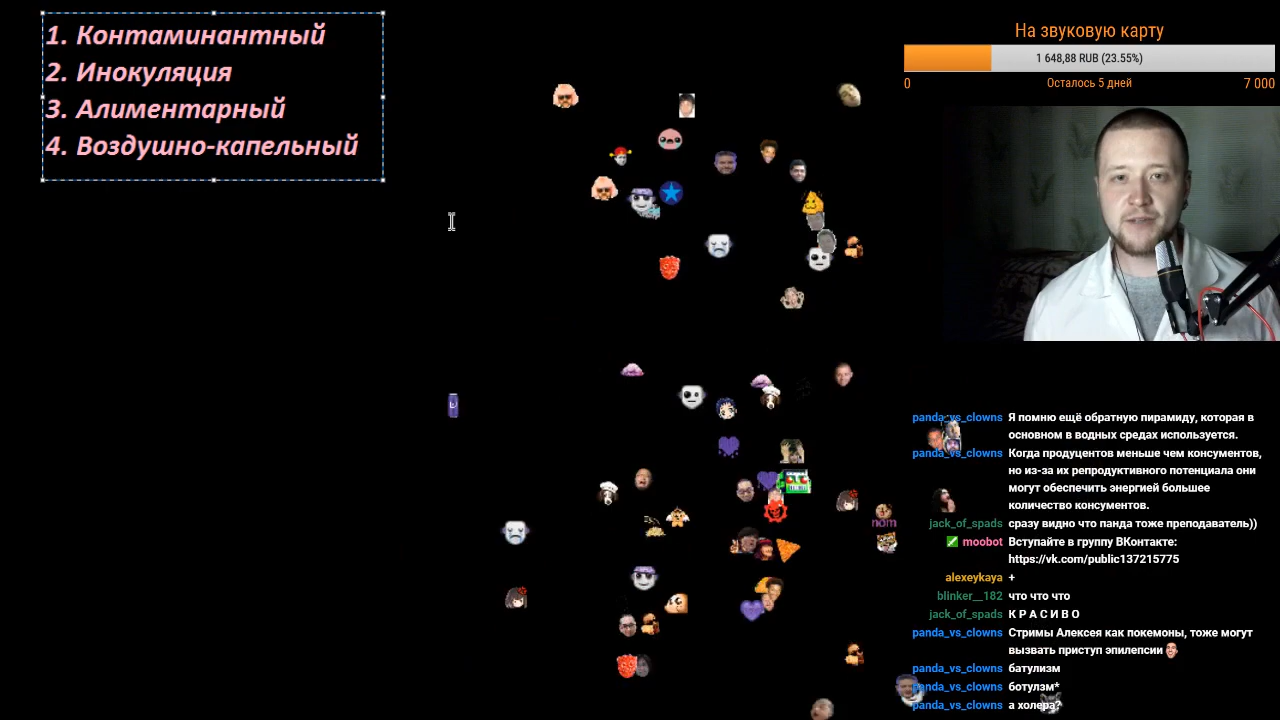 1. Контаминантный
2. Инокуляция
3. Алиментарный
4. Воздушно-капельный
На звуковую карту
1 648,88 RUB (23.55%)
0 Осталось 5 дней 7 000
panda_vs_clowns Я помню ещё обратную пирамиду, которая в
основном в водных средах используется.
panda_vs_clowns Когда продуцентов меньше чем консументов,
но из-за их репродуктивного потенциала они
могут обеспечить энергией большее
количество консументов.
jack_of_spads сразу видно что панда тоже преподаватель))
moobot Вступайте в группу ВКонтакте:
https://vk.com/public137215775
alexeykaya +
blinker__182 что что что
jack_of_spads К Р А С И В О
panda_vs_clowns Стримы Алексея как покемоны, тоже могут
вызвать приступ эпилепсии
panda_vs_clowns батулизм
panda_vs_clowns ботулзм*
panda_vs_clowns а холера?
nom